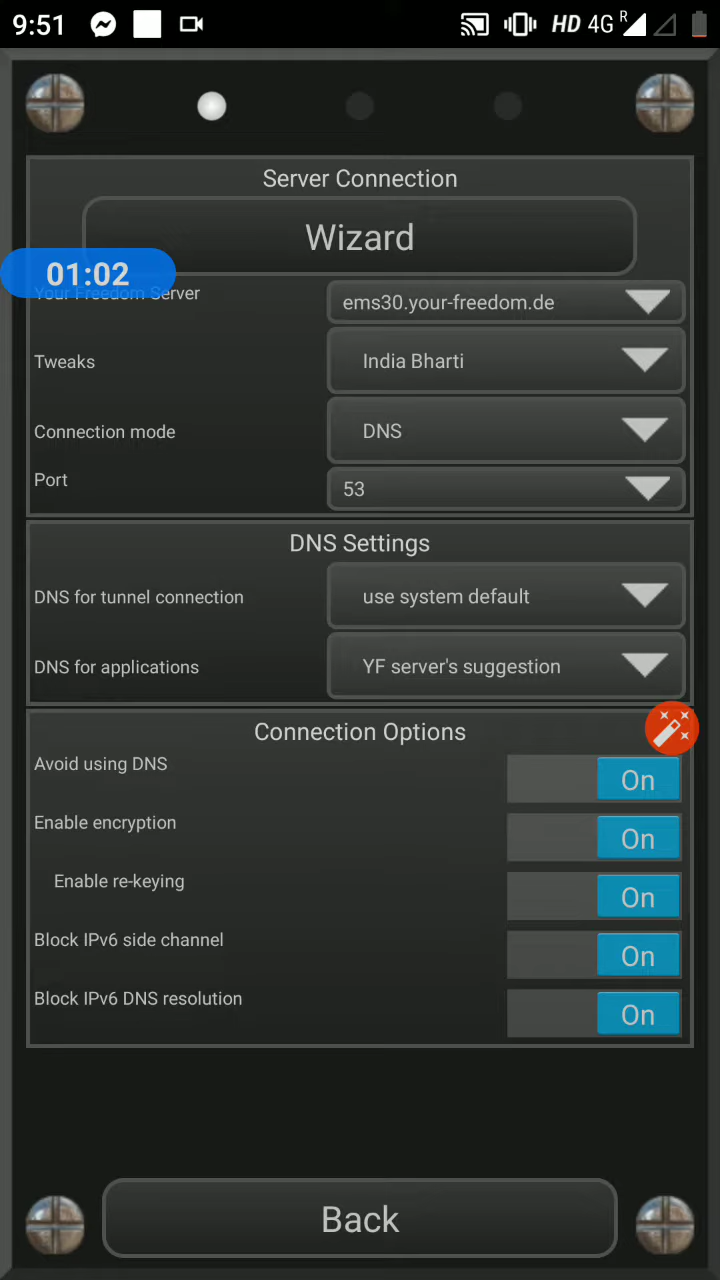 9:51 HD 4G R
Server Connection
Wizard
01:02
Your Freedom Server
ems30.your-freedom.de
Tweaks
India Bharti
Connection mode
DNS
Port
53
DNS Settings
DNS for tunnel connection
use system default
DNS for applications
YF server's suggestion
Connection Options
Avoid using DNS
On
Enable encryption
On
Enable re-keying
On
Block IPv6 side channel
On
Block IPv6 DNS resolution
On
Back